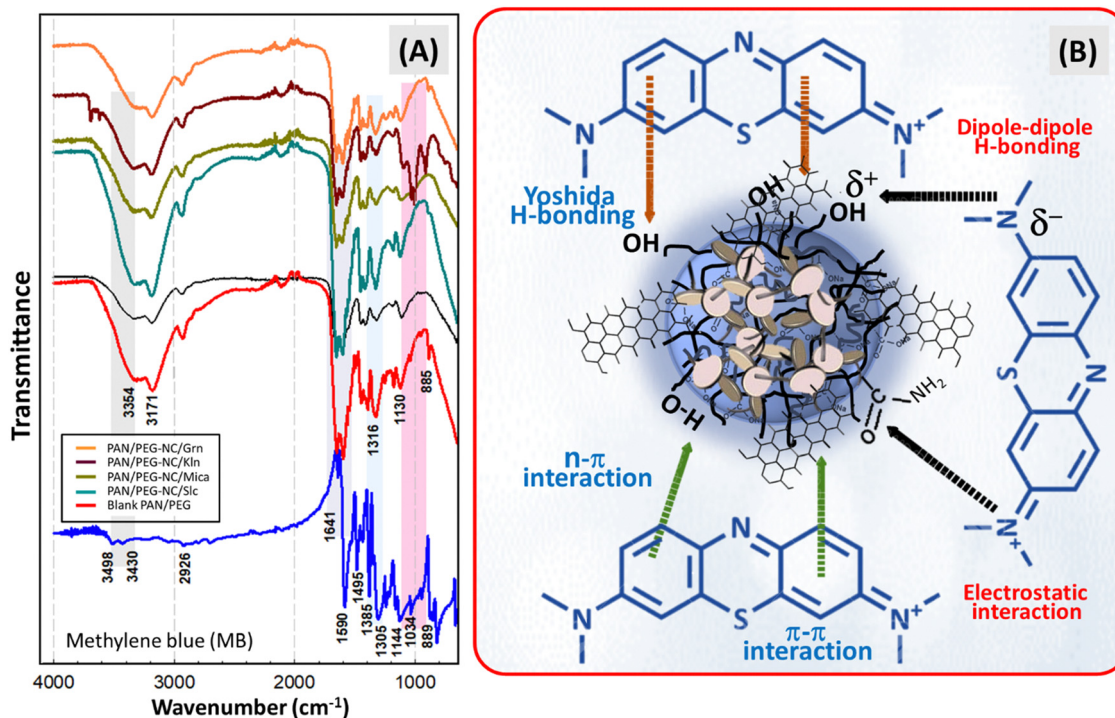 (A)
Transmittance
3354
3171
1316
1130
885
PAN/PEG-NC/Grn
PAN/PEG-NC/Kln
PAN/PEG-NC/Mica
PAN/PEG-NC/Slc
Blank PAN/PEG
3498
3430
2926
1641
1590
1495
1385
1305
1144
1034
889
Methylene blue (MB)
4000
3000
2000
1000
Wavenumber (cm⁻¹)
(B)
N
N
S
N⁺
Dipole-dipole
H-bonding
Yoshida
H-bonding
OH
OH
OH
δ⁺
N
δ⁻
S
N
N⁺
O-H
C
O
NH₂
ONa
ONa
n-π
interaction
Electrostatic
interaction
N
N
S
N⁺
π-π
interaction